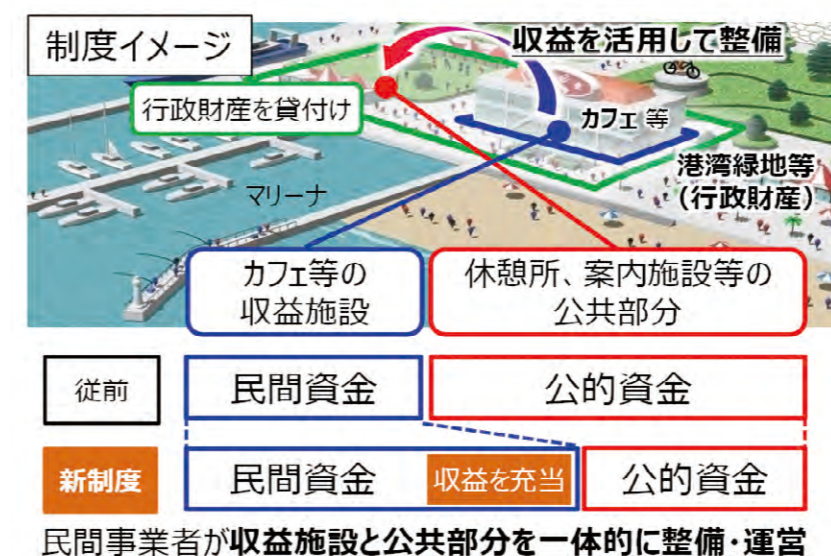 制度イメージ
収益を活用して整備
行政財産を貸付け
カフェ 等
港湾緑地等
(行政財産)
マリーナ
カフェ等の
収益施設
休憩所、案内施設等の
公共部分
従前
民間資金
公的資金
新制度
民間資金
収益を充当
公的資金
民間事業者が収益施設と公共部分を一体的に整備・運営